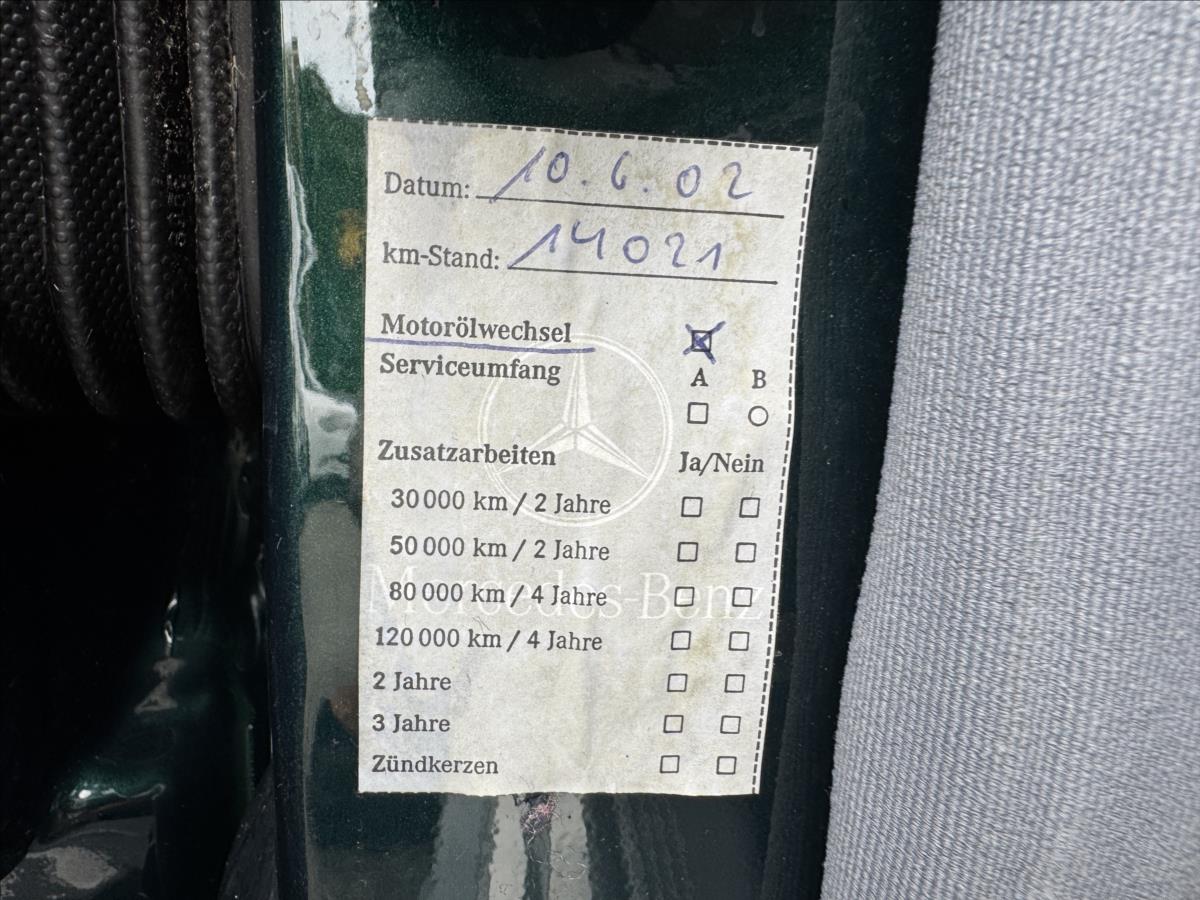 Datum: 10.6.02
km-Stand: 14021
Motorölwechsel
Serviceumfang A B
Zusatzarbeiten Ja/Nein
30 000 km / 2 Jahre
50 000 km / 2 Jahre
Mercedes-Benz
80 000 km / 4 Jahre
120 000 km / 4 Jahre
2 Jahre
3 Jahre
Zündkerzen